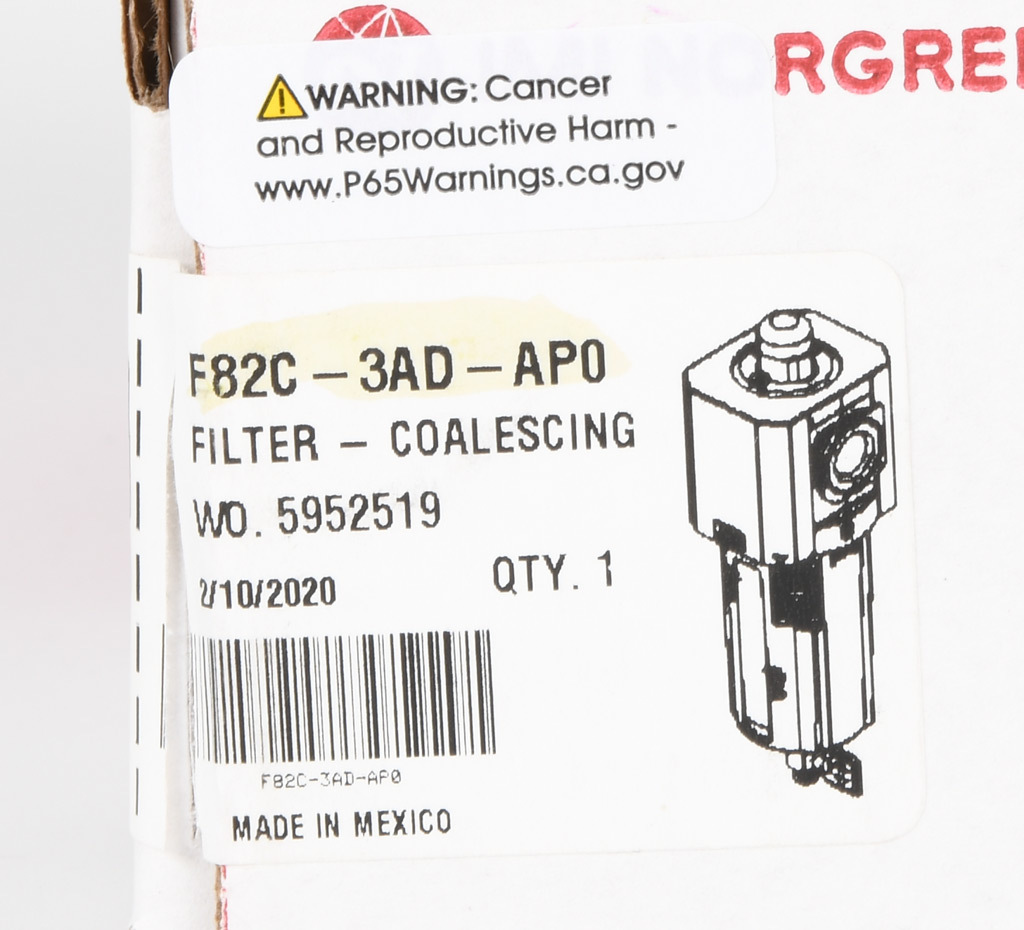 RGRE
WARNING: Cancer
and Reproductive Harm -
www.P65Warnings.ca.gov
F82C - 3AD - AP0
FILTER - COALESCING
WO. 5952519
2/10/2020 QTY. 1
F82C-3AD-AP0
MADE IN MEXICO